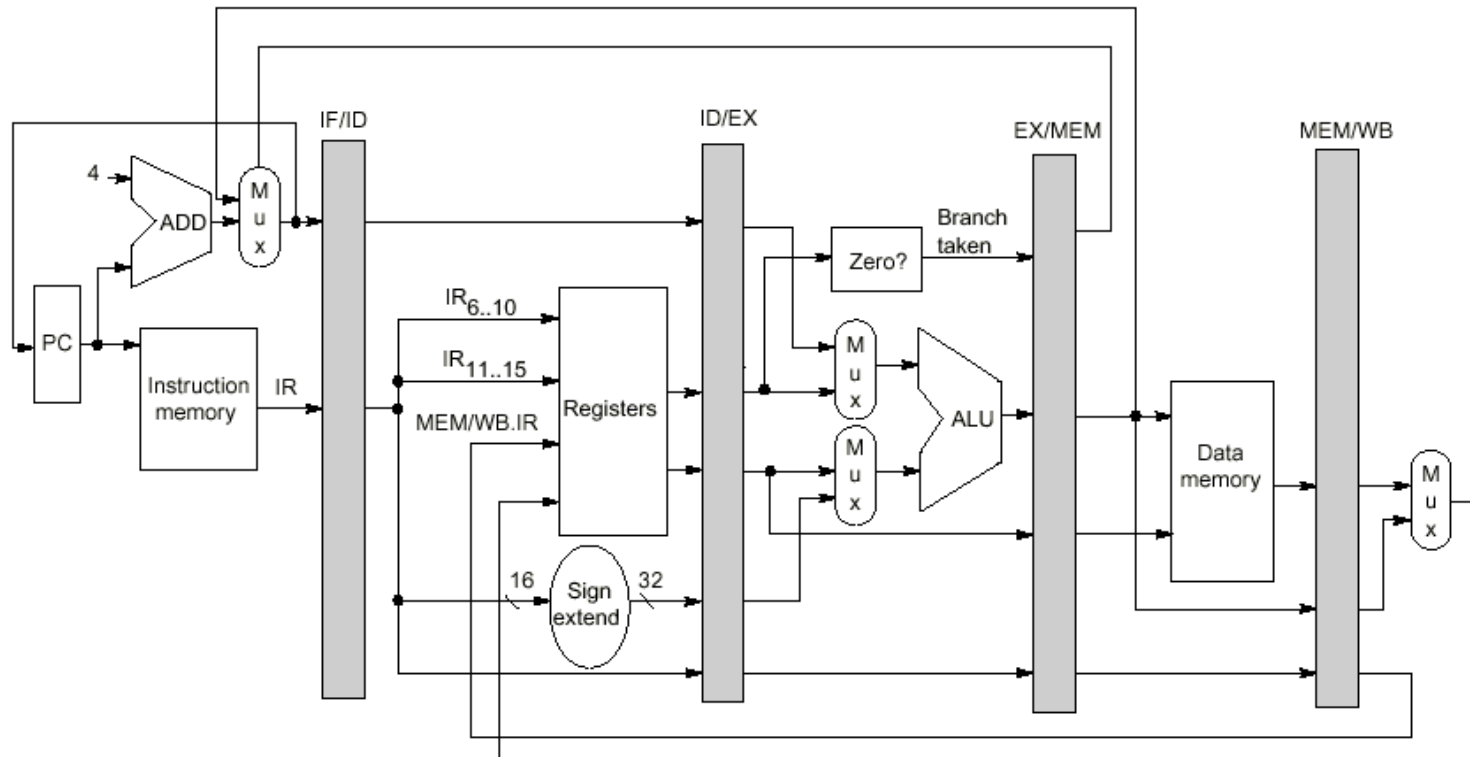 IF/ID
ID/EX
EX/MEM
MEM/WB
4
ADD
M
u
x
Branch
taken
Zero?
IR6..10
PC
Instruction
memory
IR
IR11..15
Registers
MEM/WB.IR
M
u
x
M
u
x
ALU
Data
memory
M
u
x
16
Sign
extend
32